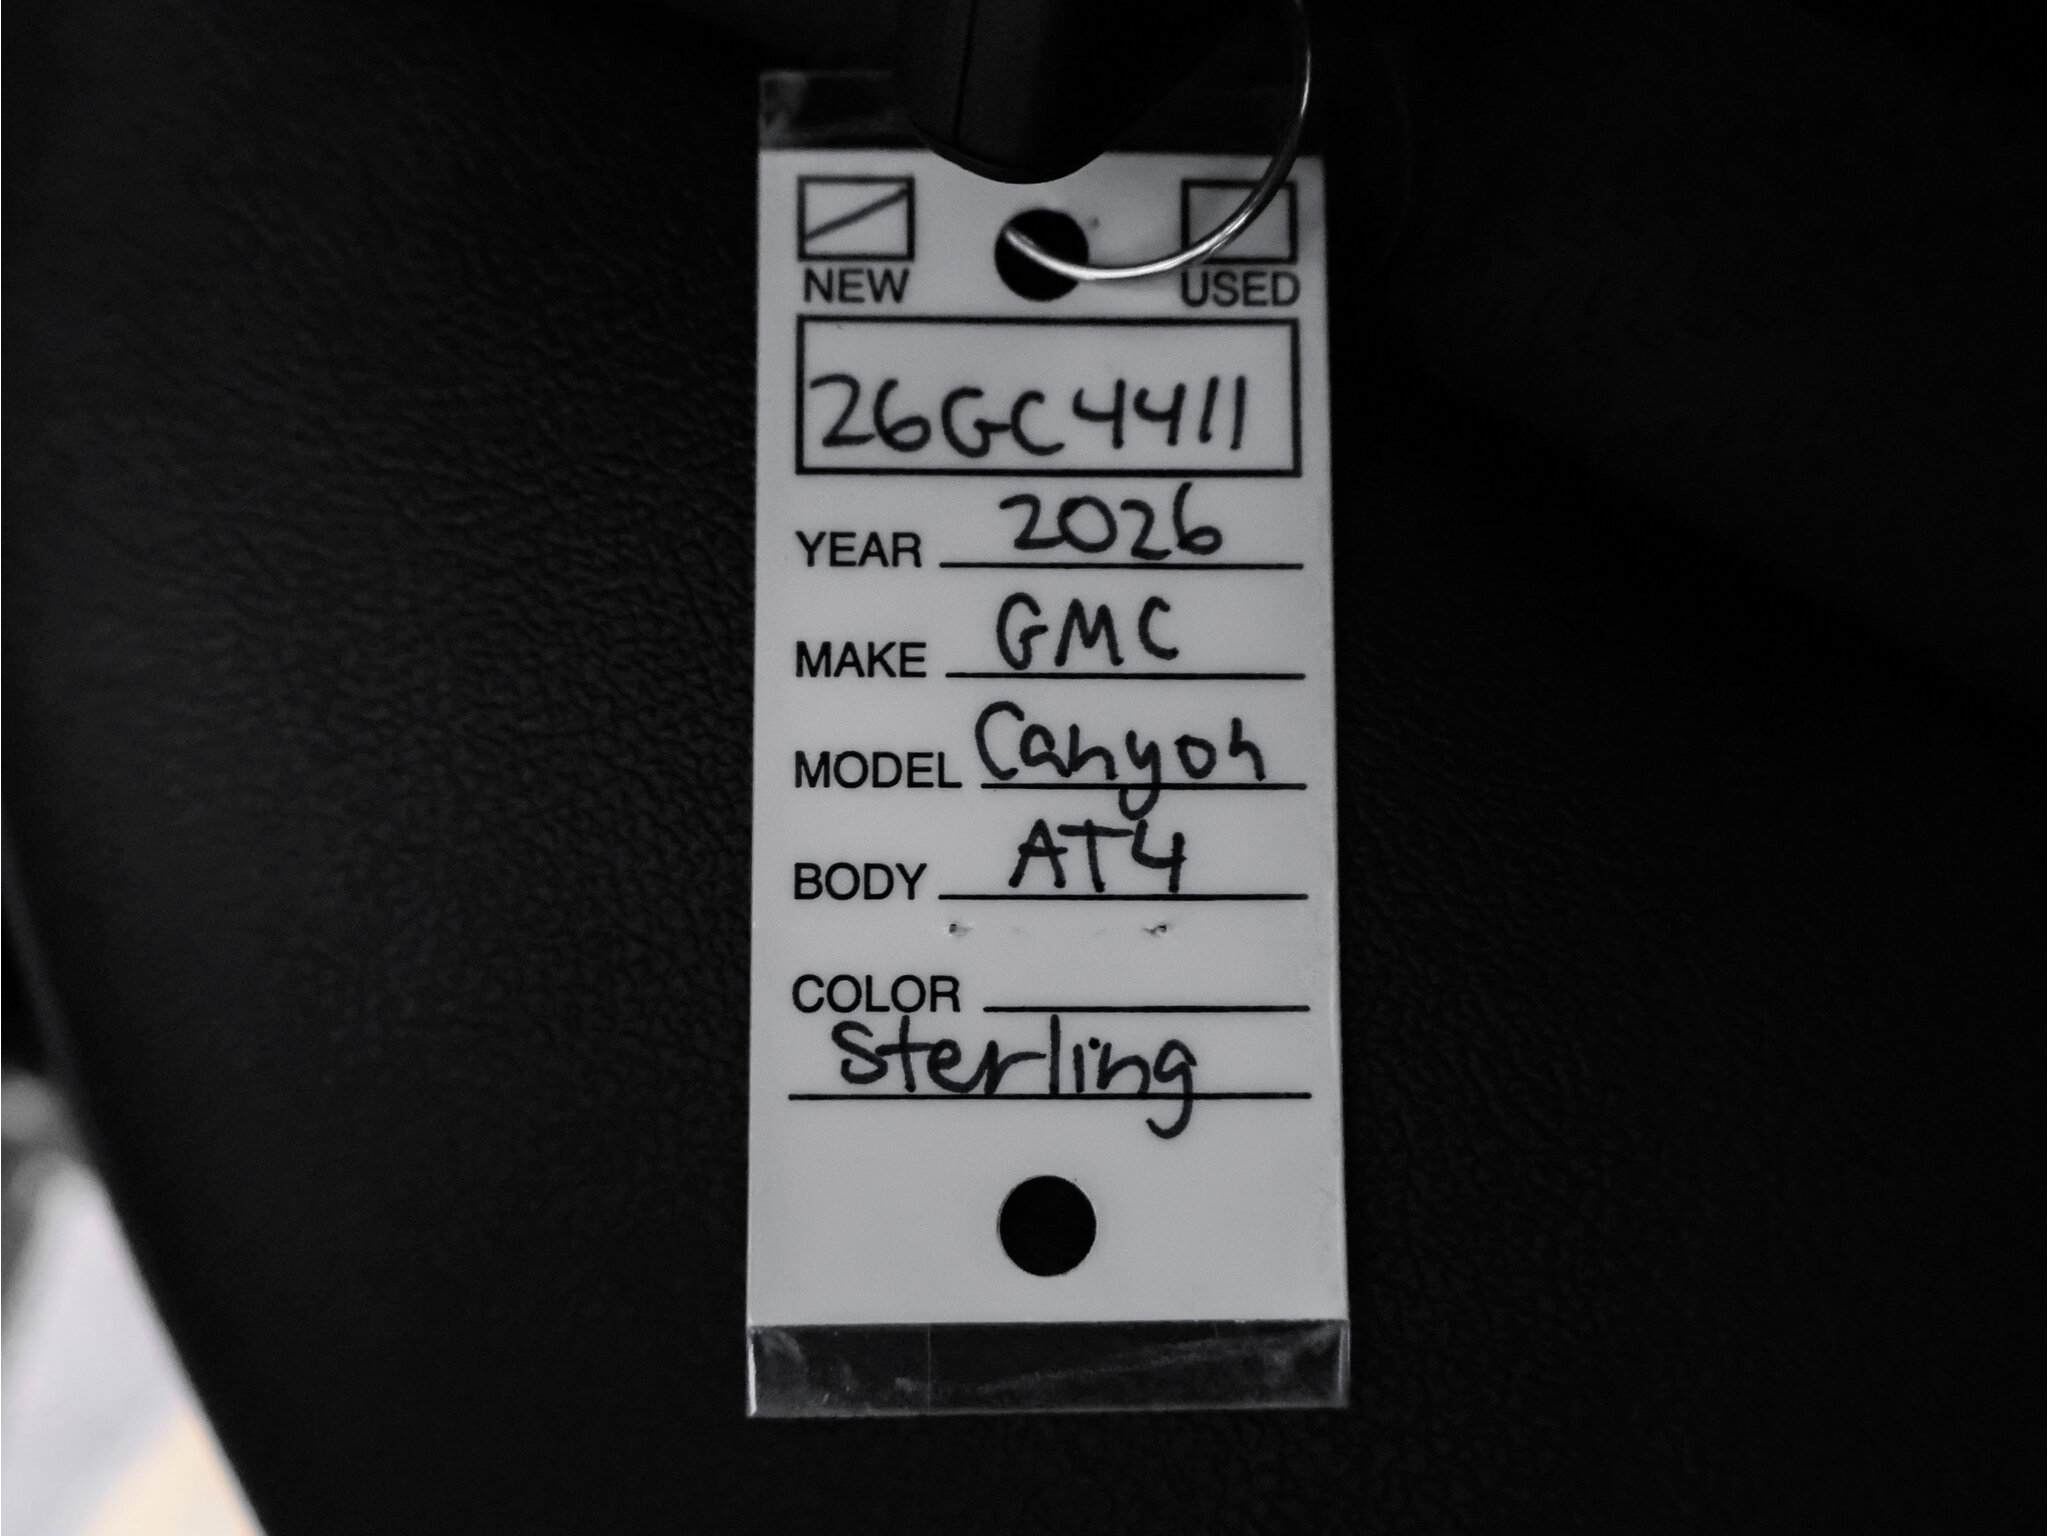 NEW USED
26GC4411
YEAR 2026
MAKE GMC
MODEL Canyon
BODY AT4
COLOR
Sterling